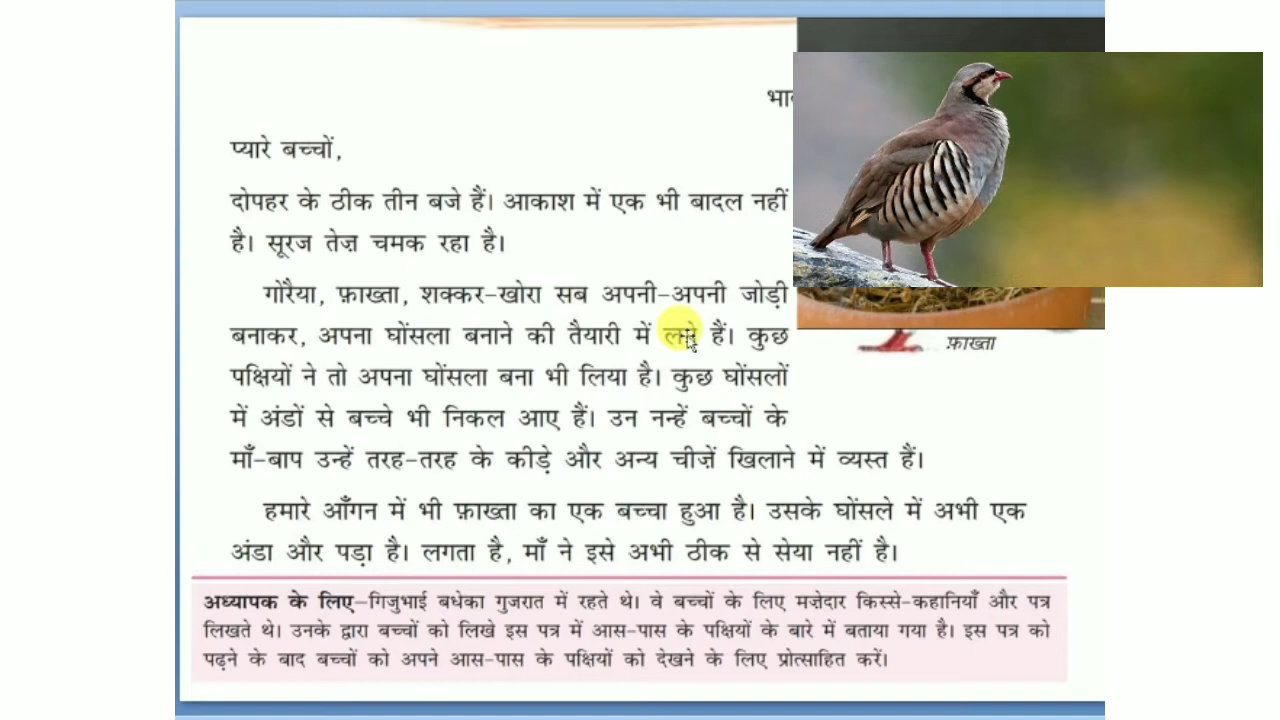 प्यारे बच्चों,
दोपहर के ठीक तीन बजे हैं। आकाश में एक भी बादल नहीं
है। सूरज तेज़ चमक रहा है।
गोरैया, फ़ाख्ता, शक्कर-खोरा सब अपनी-अपनी जोड़ी
बनाकर, अपना घोंसला बनाने की तैयारी में लगे हैं। कुछ
पक्षियों ने तो अपना घोंसला बना भी लिया है। कुछ घोंसलों
में अंडों से बच्चे भी निकल आए हैं। उन नन्हें बच्चों के
माँ-बाप उन्हें तरह-तरह के कीड़े और अन्य चीज़ें खिलाने में व्यस्त हैं।
फ़ाख्ता
हमारे आँगन में भी फ़ाख्ता का एक बच्चा हुआ है। उसके घोंसले में अभी एक
अंडा और पड़ा है। लगता है, माँ ने इसे अभी ठीक से सेया नहीं है।
अध्यापक के लिए–गिजुभाई बधेका गुजरात में रहते थे। वे बच्चों के लिए मज़ेदार किस्से-कहानियाँ और पत्र
लिखते थे। उनके द्वारा बच्चों को लिखे इस पत्र में आस-पास के पक्षियों के बारे में बताया गया है। इस पत्र को
पढ़ने के बाद बच्चों को अपने आस-पास के पक्षियों को देखने के लिए प्रोत्साहित करें।